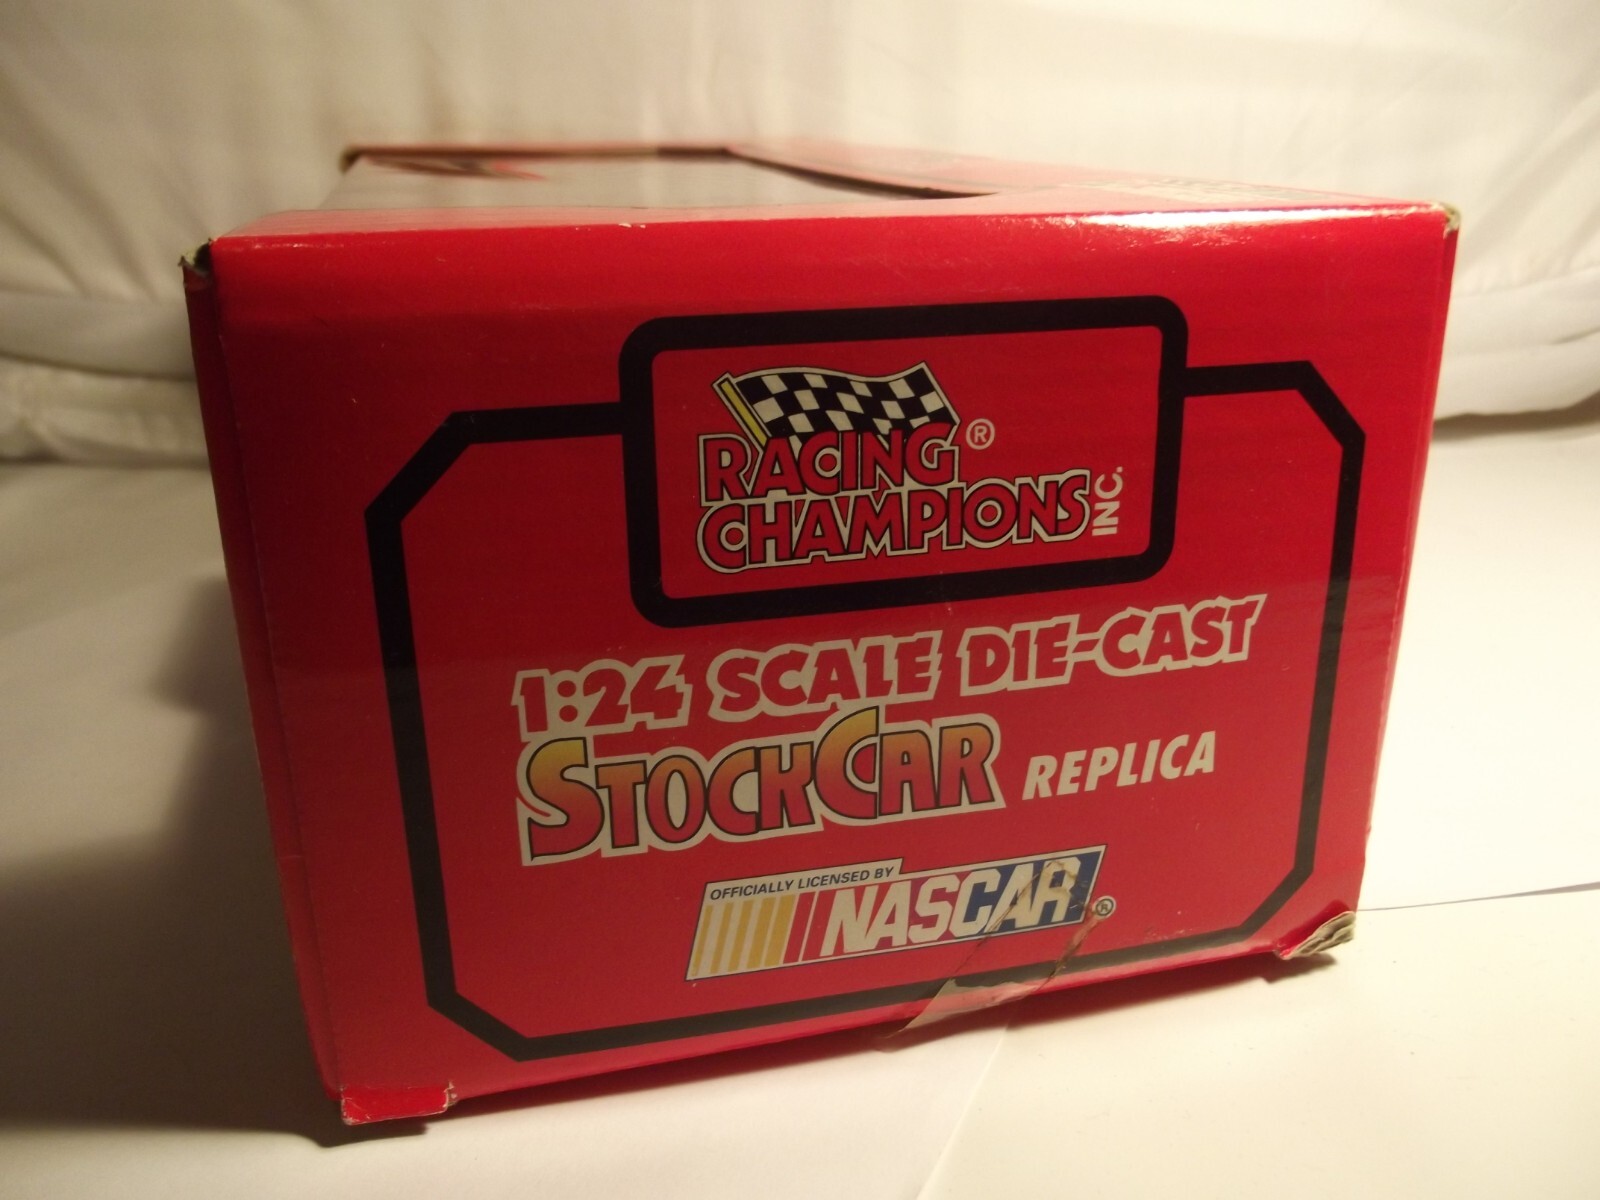 RACING ®
CHAMPIONS INC.
1:24 SCALE DIE-CAST
STOCKCAR REPLICA
OFFICIALLY LICENSED BY
NASCAR ®